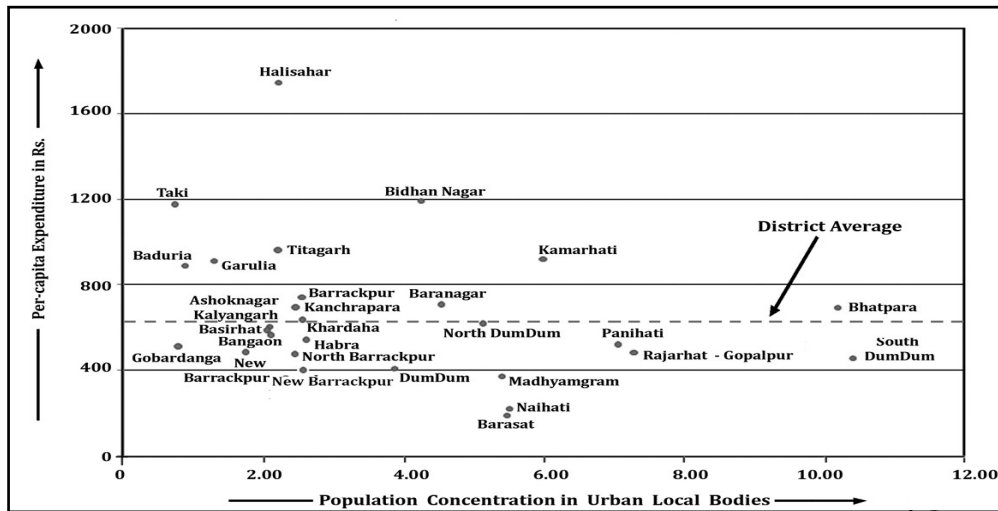 2000
Halisahar
1600
1200
Taki
Bidhan Nagar
District Average
Titagarh
Kamarhati
Baduria
Garulia
800
Barrackpur
Baranagar
Ashoknagar
Kanchrapara
Bhatpara
Kalyangarh
Khardaha
North DumDum
Basirhat
Panihati
Bangaon
Habra
South
DumDum
Gobardanga
New
North Barrackpur
Rajarhat - Gopalpur
400
Barrackpur
New Barrackpur
DumDum
Madhyamgram
Naihati
Barasat
0
0
2.00
4.00
6.00
8.00
10.00
12.00
Per-capita Expenditure in Rs.
Population Concentration in Urban Local Bodies